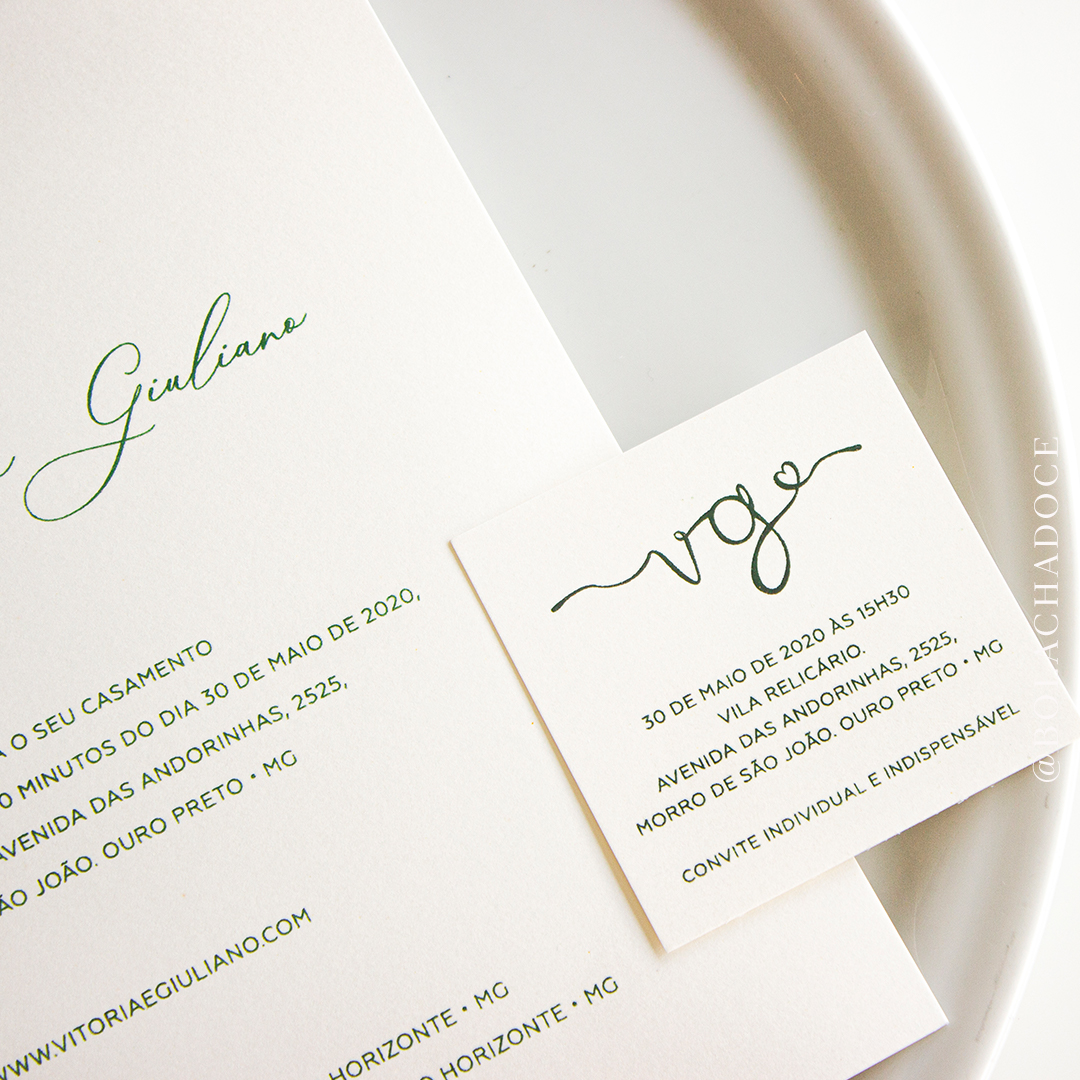 Giuliano
O SEU CASAMENTO
MINUTOS DO DIA 30 DE MAIO DE 2020,
AVENIDA DAS ANDORINHAS, 2525,
JOÃO. OURO PRETO • MG
WWW.VITORIAEGIULIANO.COM
HORIZONTE • MG
HORIZONTE • MG
vg
30 DE MAIO DE 2020 ÀS 15H30
VILA RELICÁRIO.
AVENIDA DAS ANDORINHAS, 2525,
MORRO DE SÃO JOÃO. OURO PRETO • MG
CONVITE INDIVIDUAL E INDISPENSÁVEL
@BOLACHADOCE